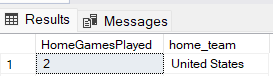 Results Messages
HomeGamesPlayed home_team
1 2 United States